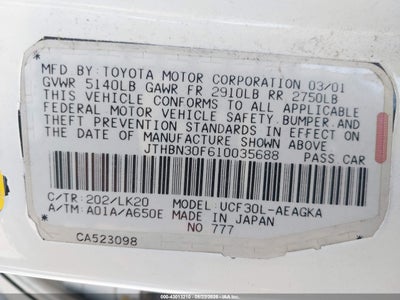 MFD BY: TOYOTA MOTOR CORPORATION 03/01
GVWR 5140LB GAWR FR 2910LB RR 2750LB
THIS VEHICLE CONFORMS TO ALL APPLICABLE
FEDERAL MOTOR VEHICLE SAFETY, BUMPER, AND
THEFT PREVENTION STANDARDS IN EFFECT ON
THE DATE OF MANUFACTURE SHOWN ABOVE.
JTHBN30F610035688 PASS.CAR
C/TR: 202/LK20 MODEL: UCF30L-AEAGKA
A/TM: A01A/A650E MADE IN JAPAN
NO 777
CA523098